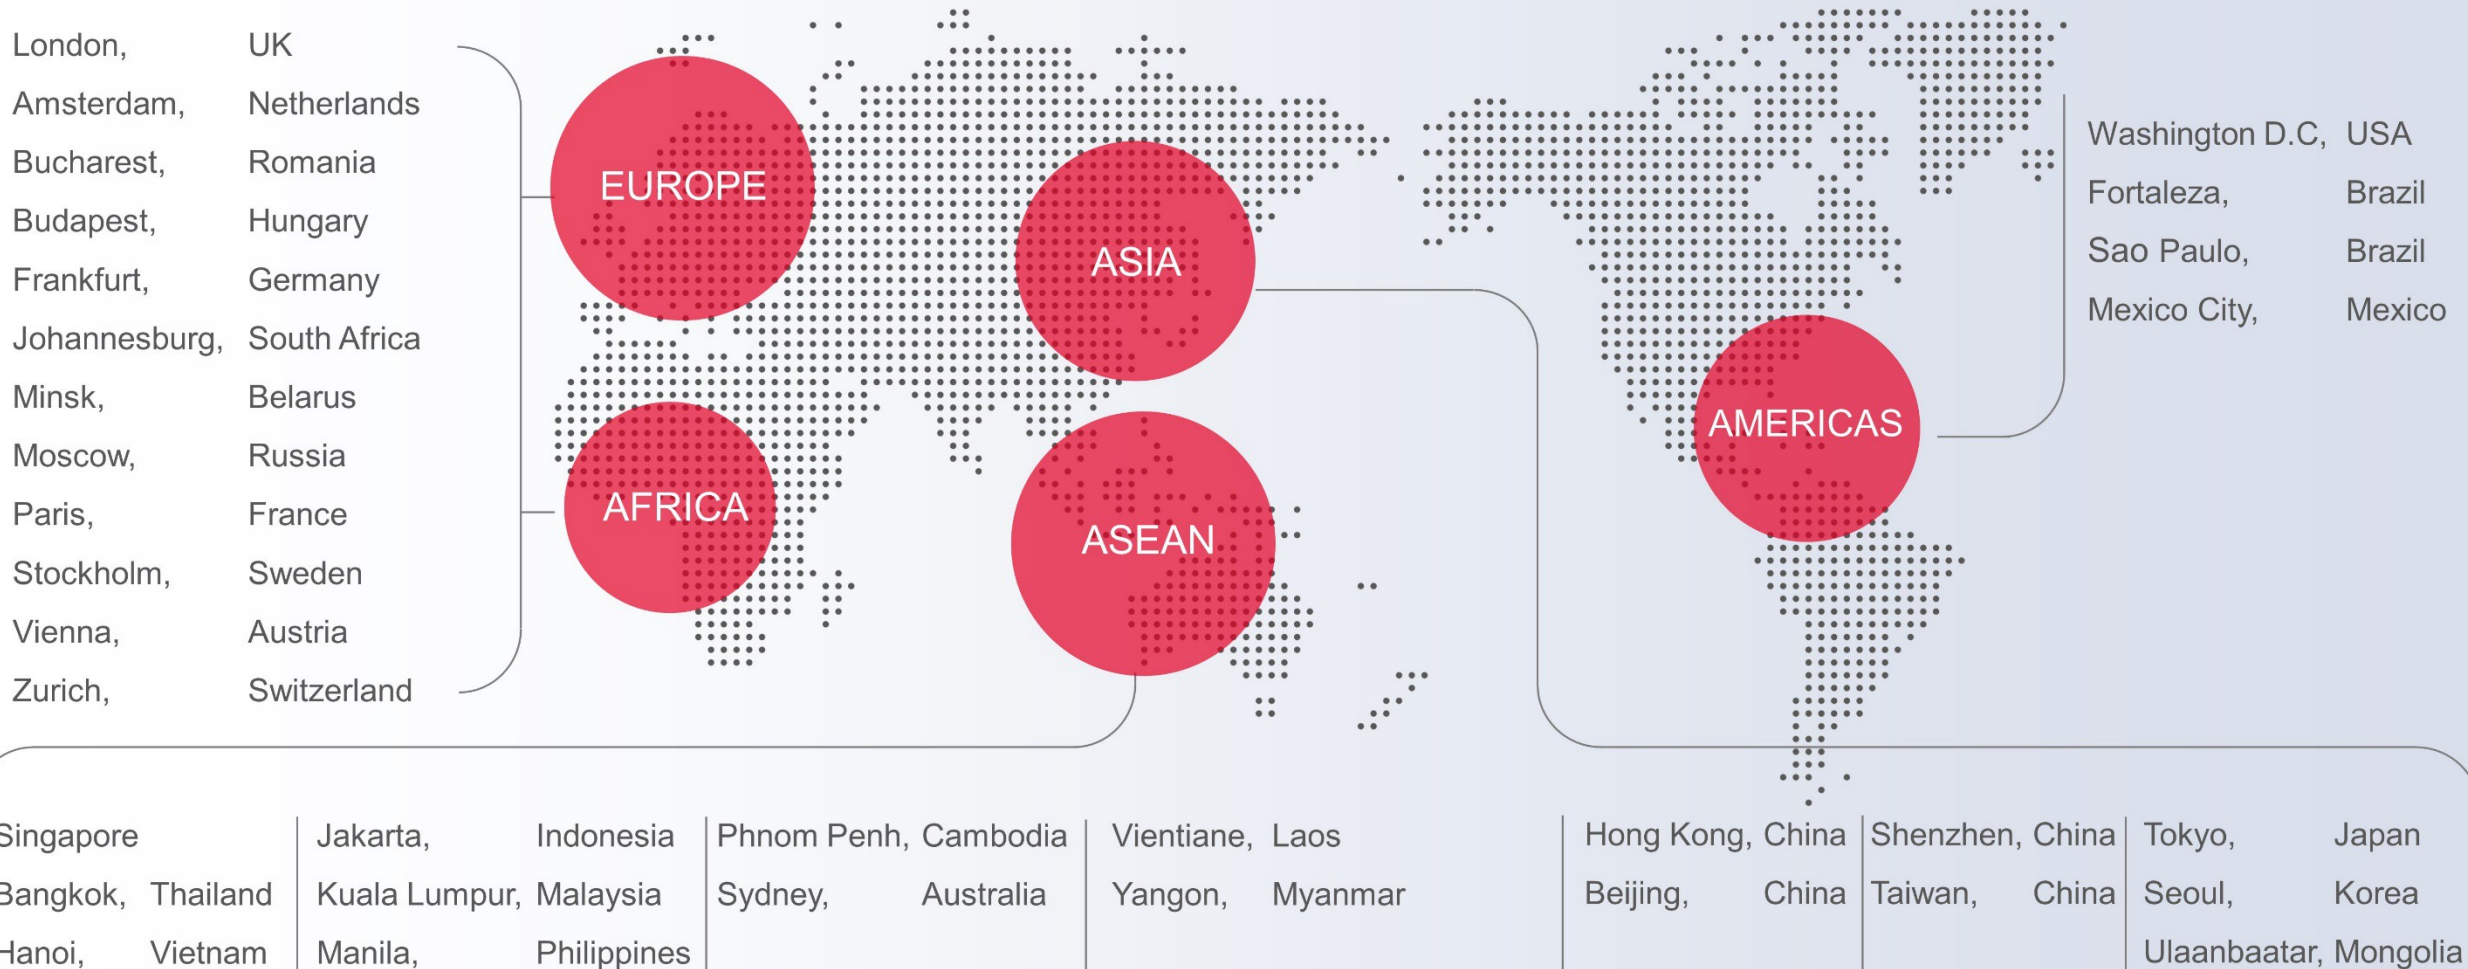 London, UK
Amsterdam, Netherlands
Bucharest, Romania
Budapest, Hungary
Frankfurt, Germany
Johannesburg, South Africa
Minsk, Belarus
Moscow, Russia
Paris, France
Stockholm, Sweden
Vienna, Austria
Zurich, Switzerland
EUROPE
ASIA
AFRICA
ASEAN
AMERICAS
Washington D.C, USA
Fortaleza, Brazil
Sao Paulo, Brazil
Mexico City, Mexico
Singapore
Bangkok, Thailand
Hanoi, Vietnam
Jakarta, Indonesia
Kuala Lumpur, Malaysia
Manila, Philippines
Phnom Penh, Cambodia
Sydney, Australia
Vientiane, Laos
Yangon, Myanmar
Hong Kong, China
Beijing, China
Shenzhen, China
Taiwan, China
Tokyo, Japan
Seoul, Korea
Ulaanbaatar, Mongolia